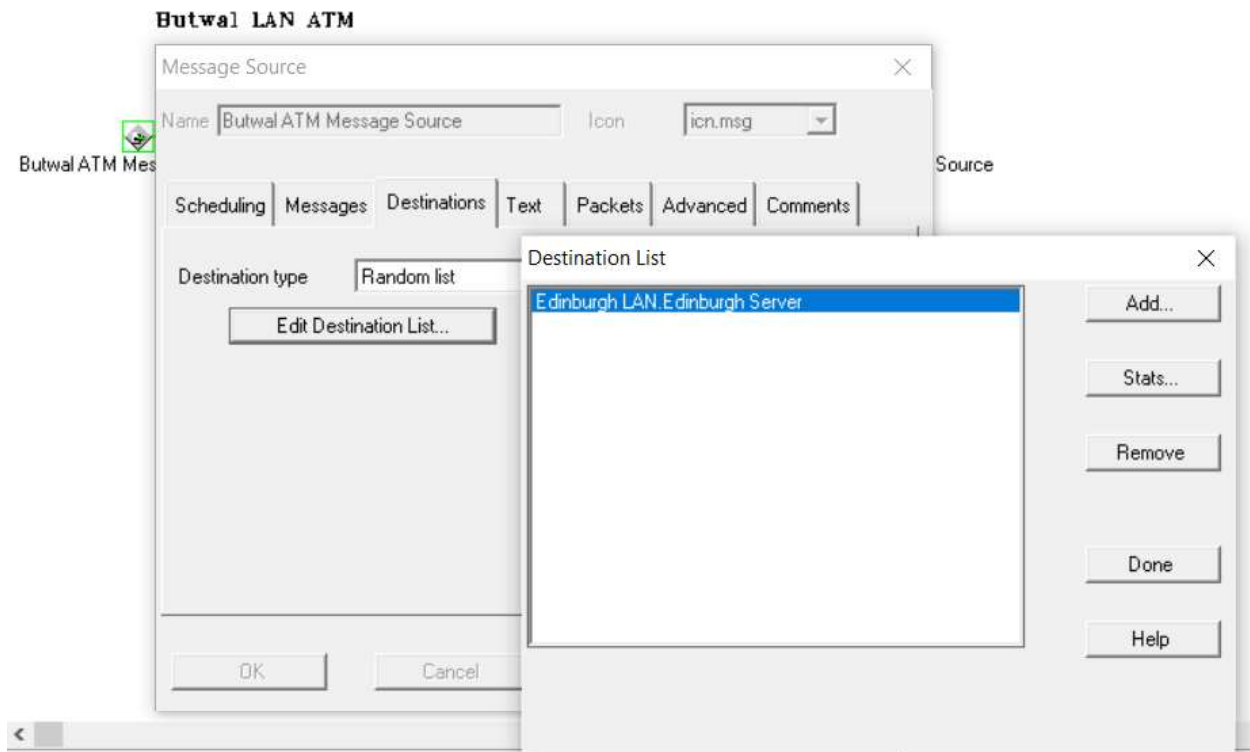 Butwal LAN ATM
Message Source
Name Butwal ATM Message Source Icon icn.msg
Butwal ATM Mes
Source
Scheduling Messages Destinations Text Packets Advanced Comments
Destination type Random list
Edit Destination List...
OK Cancel
Destination List
Edinburgh LAN.Edinburgh Server
Add...
Stats...
Remove
Done
Help